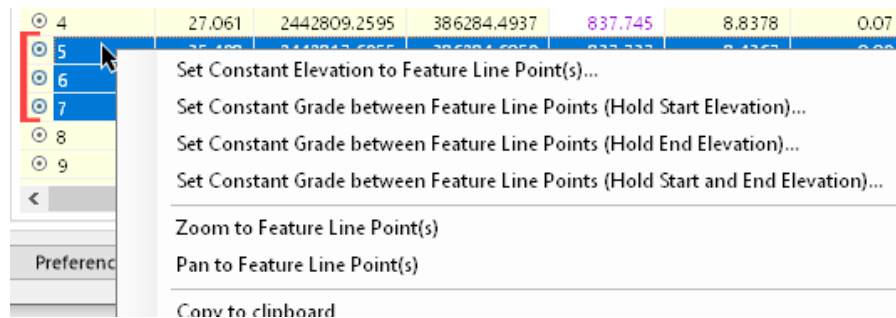 4 27.061 2442809.2595 386284.4937 837.745 8.8378 0.07
5
Set Constant Elevation to Feature Line Point(s)...
6
Set Constant Grade between Feature Line Points (Hold Start Elevation)...
7
Set Constant Grade between Feature Line Points (Hold End Elevation)...
8
9
Set Constant Grade between Feature Line Points (Hold Start and End Elevation)...
Zoom to Feature Line Point(s)
Pan to Feature Line Point(s)
Copy to clipboard